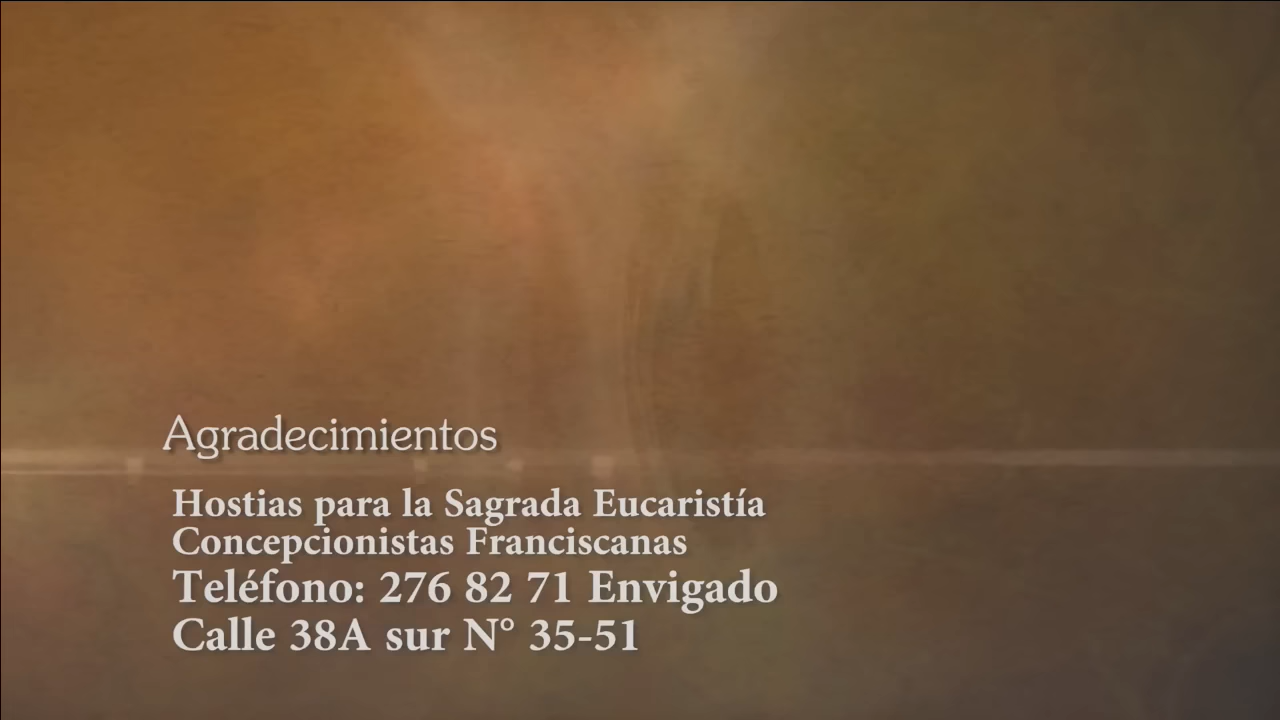 Agradecimientos
Hostias para la Sagrada Eucaristía
Concepcionistas Franciscanas
Teléfono: 276 82 71 Envigado
Calle 38A sur N° 35-51